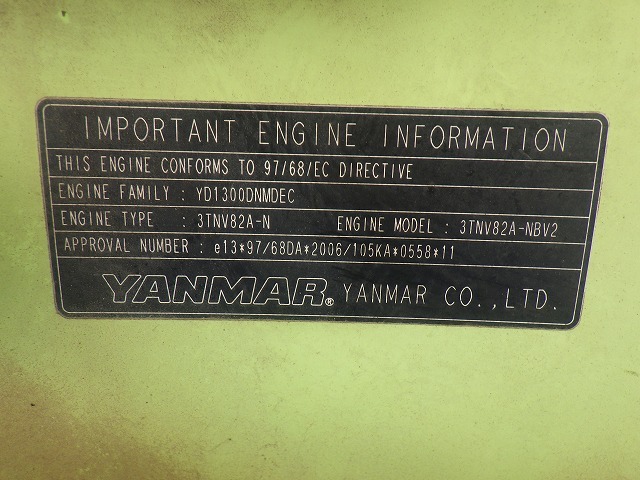 IMPORTANT ENGINE INFORMATION
THIS ENGINE CONFORMS TO 97/68/EC DIRECTIVE
ENGINE FAMILY : YD1300DNMDEC
ENGINE TYPE : 3TNV82A-N ENGINE MODEL : 3TNV82A-NBV2
APPROVAL NUMBER : e13*97/68DA*2006/105KA*0558*11
YANMAR® YANMAR CO.,LTD.